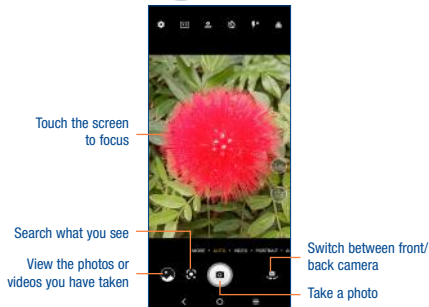 Touch the screen
to focus
MORE • AUTO • VIDEO • PORTRAIT
Search what you see
View the photos or
videos you have taken
Switch between front/
back camera
Take a photo